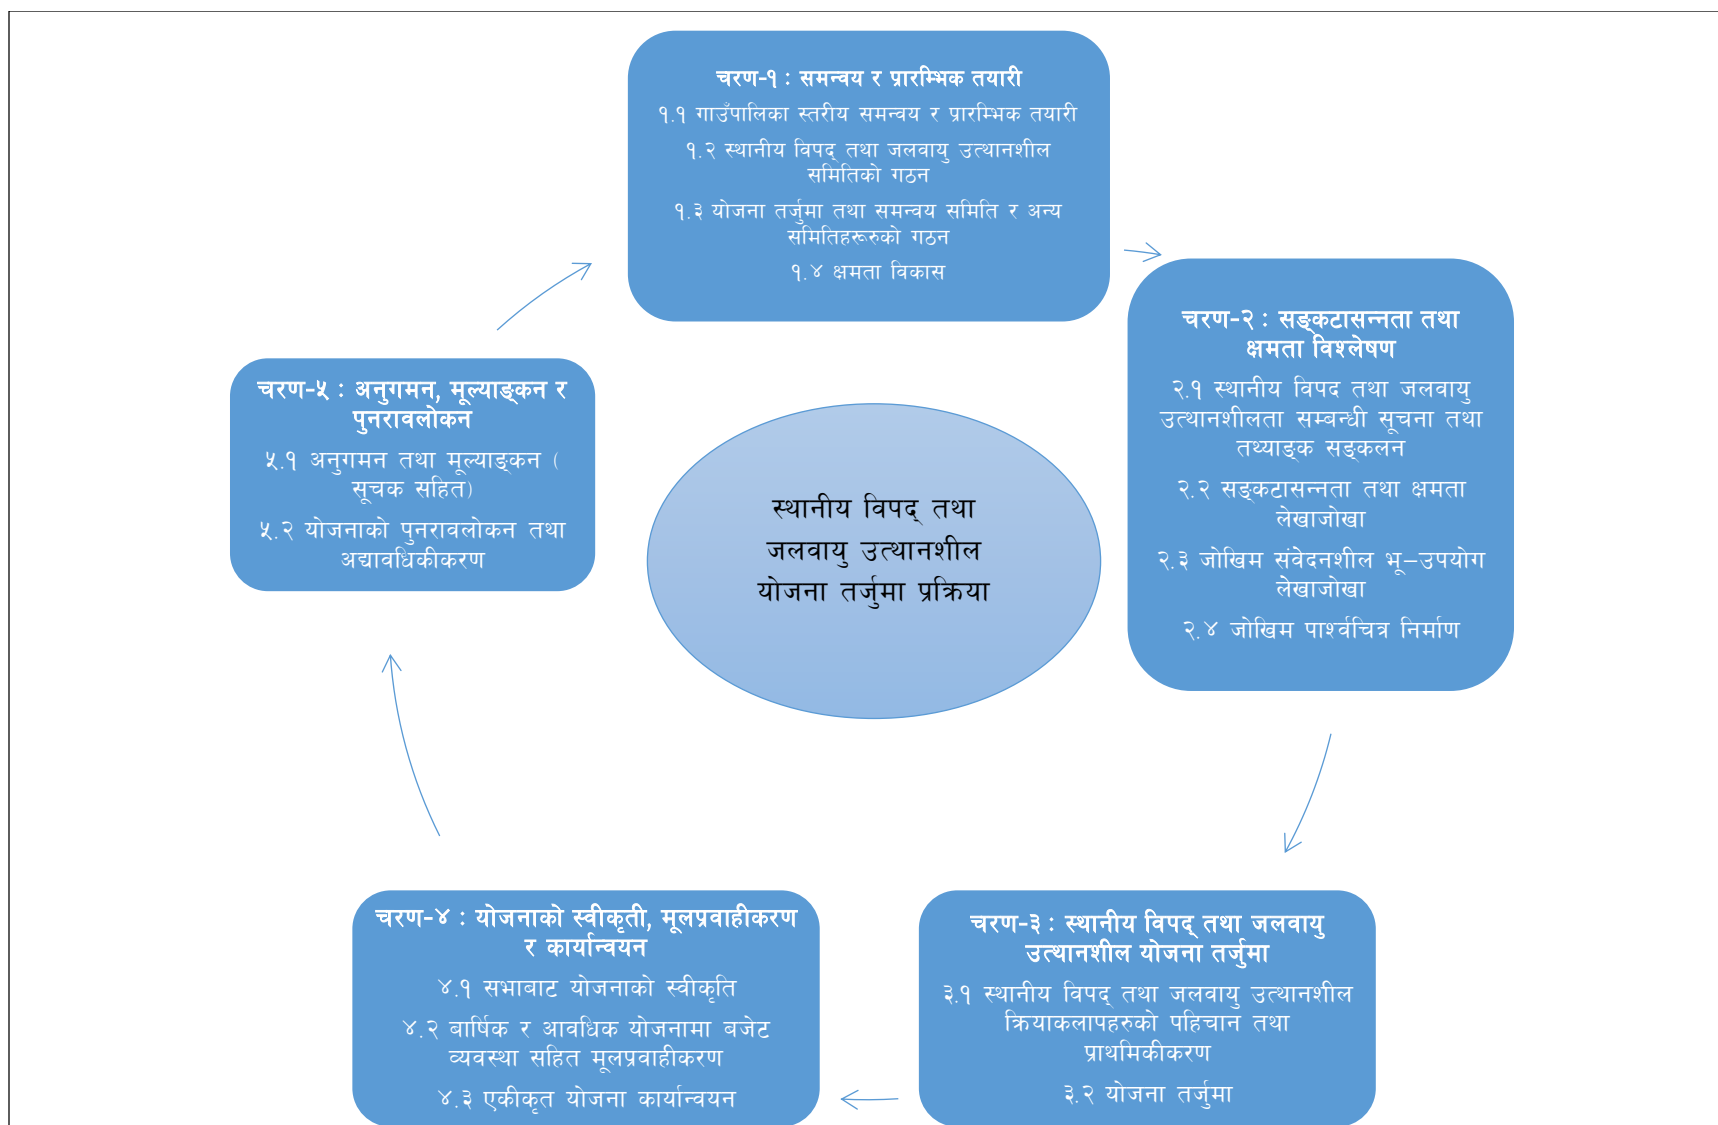 चरण-१ : समन्वय र प्रारम्भिक तयारी
१.१ गाउँपालिका स्तरीय समन्वय र प्रारम्भिक तयारी
१.२ स्थानीय विपद् तथा जलवायु उत्थानशील
समितिको गठन
१.३ योजना तर्जुमा तथा समन्वय समिति र अन्य
समितिहरूरुको गठन
१.४ क्षमता विकास
चरण-२ : सङ्कटासन्नता तथा
क्षमता विश्लेषण
२.१ स्थानीय विपद तथा जलवायु
उत्थानशीलता सम्बन्धी सूचना तथा
तथ्याङ्क सङ्कलन
२.२ सङ्कटासन्नता तथा क्षमता
लेखाजोखा
२.३ जोखिम संवेदनशील भू–उपयोग
लेखाजोखा
२.४ जोखिम पार्श्वचित्र निर्माण
चरण-३ : स्थानीय विपद् तथा जलवायु
उत्थानशील योजना तर्जुमा
३.१ स्थानीय विपद् तथा जलवायु उत्थानशील
क्रियाकलापहरुको पहिचान तथा
प्राथमिकीकरण
३.२ योजना तर्जुमा
चरण-४ : योजनाको स्वीकृती, मूलप्रवाहीकरण
र कार्यान्वयन
४.१ सभाबाट योजनाको स्वीकृति
४.२ बार्षिक र आवधिक योजनामा बजेट
व्यवस्था सहित मूलप्रवाहीकरण
४.३ एकीकृत योजना कार्यान्वयन
चरण-५ : अनुगमन, मूल्याङ्कन र
पुनरावलोकन
५.१ अनुगमन तथा मूल्याङ्कन (
सूचक सहित)
५.२ योजनाको पुनरावलोकन तथा
अद्यावधिकीकरण
स्थानीय विपद् तथा
जलवायु उत्थानशील
योजना तर्जुमा प्रक्रिया